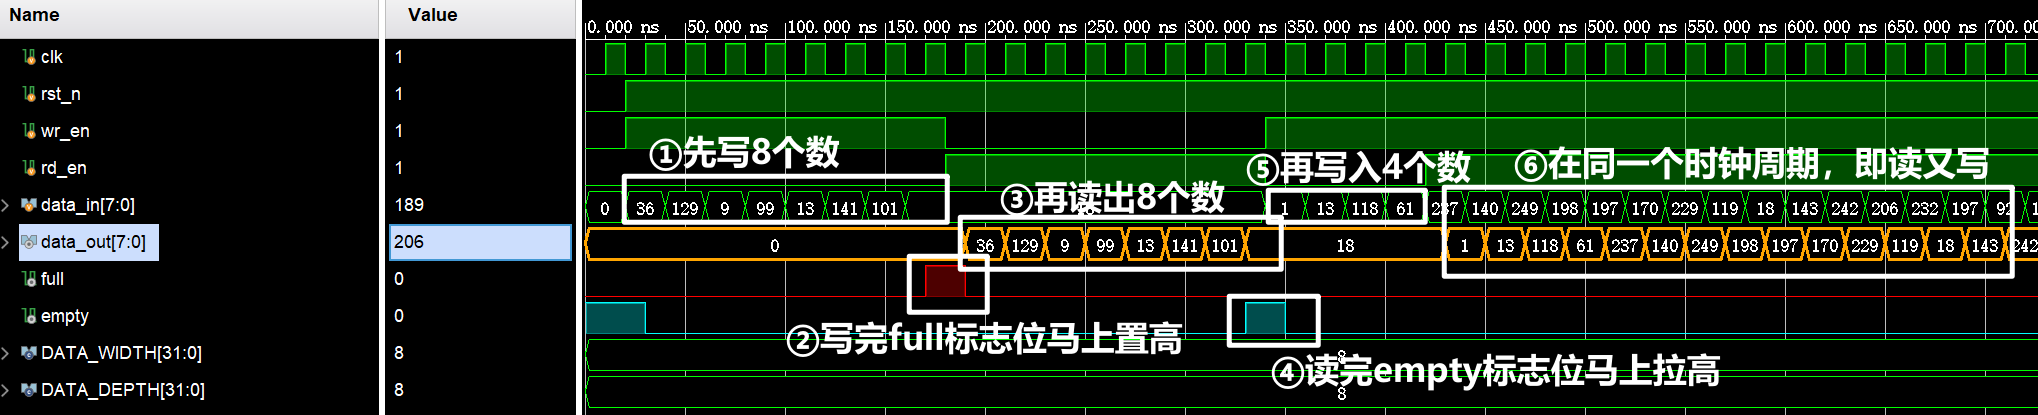 Name Value
0.000 ns 50.000 ns 100.000 ns 150.000 ns 200.000 ns 250.000 ns 300.000 ns 350.000 ns 400.000 ns 450.000 ns 500.000 ns 550.000 ns 600.000 ns 650.000 ns 700.00
clk 1
rst_n 1
wr_en 1
①先写8个数
rd_en 1
⑤再写入4个数
⑥在同一个时钟周期，即读又写
data_in[7:0] 189 0 36 129 9 99 13 141 101 1 13 118 61 237 140 249 198 197 170 229 119 18 143 242 206 232 197 92
③再读出8个数
data_out[7:0] 206 0 36 129 9 99 13 141 101 18 1 13 118 61 237 140 249 198 197 170 229 119 18 143 242
full 0
empty 0
②写完full标志位马上置高
DATA_WIDTH[31:0] 8
④读完empty标志位马上拉高
DATA_DEPTH[31:0] 8 8